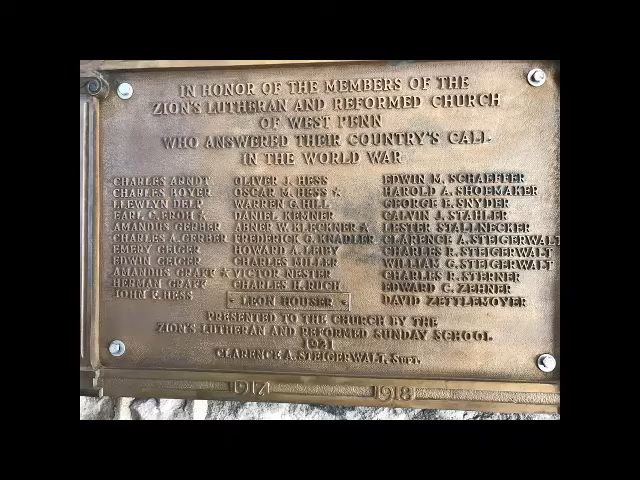 IN HONOR OF THE MEMBERS OF THE
ZION'S LUTHERAN AND REFORMED CHURCH
OF WEST PENN
WHO ANSWERED THEIR COUNTRY'S CALL
IN THE WORLD WAR
CHARLES ARNDT
CHARLES BOYER
LLEWLYN DELP
EARL C. FROH ☆
AMANDUS GERBER
CHARLES A. GERBER
EMERY GEIGER
EDWIN GEIGER
AMANDUS GRAFF ☆
HERMAN GRAFF
JOHN F. HESS
OLIVER J. HESS
OSCAR M. HESS ☆
WARREN G. HILL
DANIEL KEMNER
ABNER W. KLECKNER ☆
FREDERICK G. KNADLER
HOWARD A. LEIBY
CHARLES MILLER
VICTOR NESTER
CHARLES H. RUCH
LEON HOUSER
EDWIN M. SCHAEFFER
HAROLD A. SHOEMAKER
GEORGE E. SNYDER
CALVIN J. STAHLER
LESTER STALLNECKER
CLARENCE A. STEIGERWALT
CHARLES R. STEIGERWALT
WILLIAM G. STEIGERWALT
CHARLES R. STERNER
EDWARD C. ZEHNER
DAVID ZETTLEMOYER
PRESENTED TO THE CHURCH BY THE
ZION'S LUTHERAN AND REFORMED SUNDAY SCHOOL
1921
CLARENCE A. STEIGERWALT, SUPT.
1914 1918